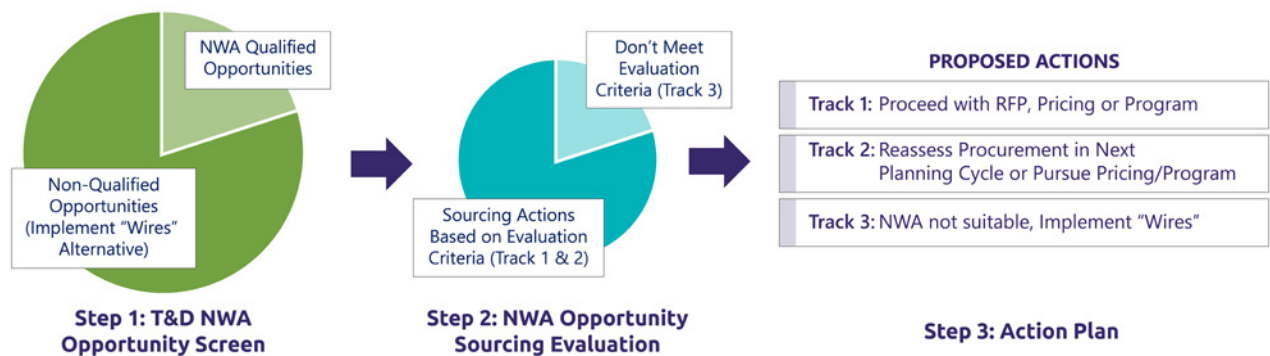 NWA Qualified
Opportunities
Non-Qualified
Opportunities
(Implement “Wires”
Alternative)
Step 1: T&D NWA
Opportunity Screen
Don’t Meet
Evaluation
Criteria (Track 3)
Sourcing Actions
Based on Evaluation
Criteria (Track 1 & 2)
Step 2: NWA Opportunity
Sourcing Evaluation
PROPOSED ACTIONS
Track 1: Proceed with RFP, Pricing or Program
Track 2: Reassess Procurement in Next
Planning Cycle or Pursue Pricing/Program
Track 3: NWA not suitable, Implement “Wires”
Step 3: Action Plan